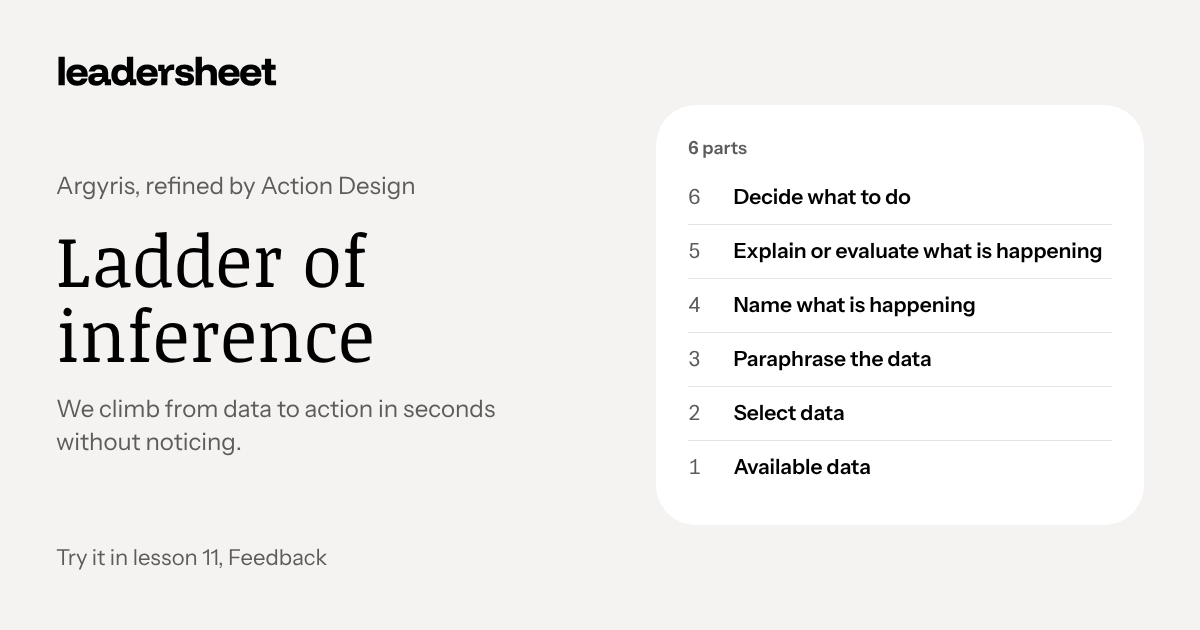 leadersheet
Argyris, refined by Action Design
Ladder of
inference
We climb from data to action in seconds
without noticing.
Try it in lesson 11, Feedback
6 parts
6 Decide what to do
5 Explain or evaluate what is happening
4 Name what is happening
3 Paraphrase the data
2 Select data
1 Available data